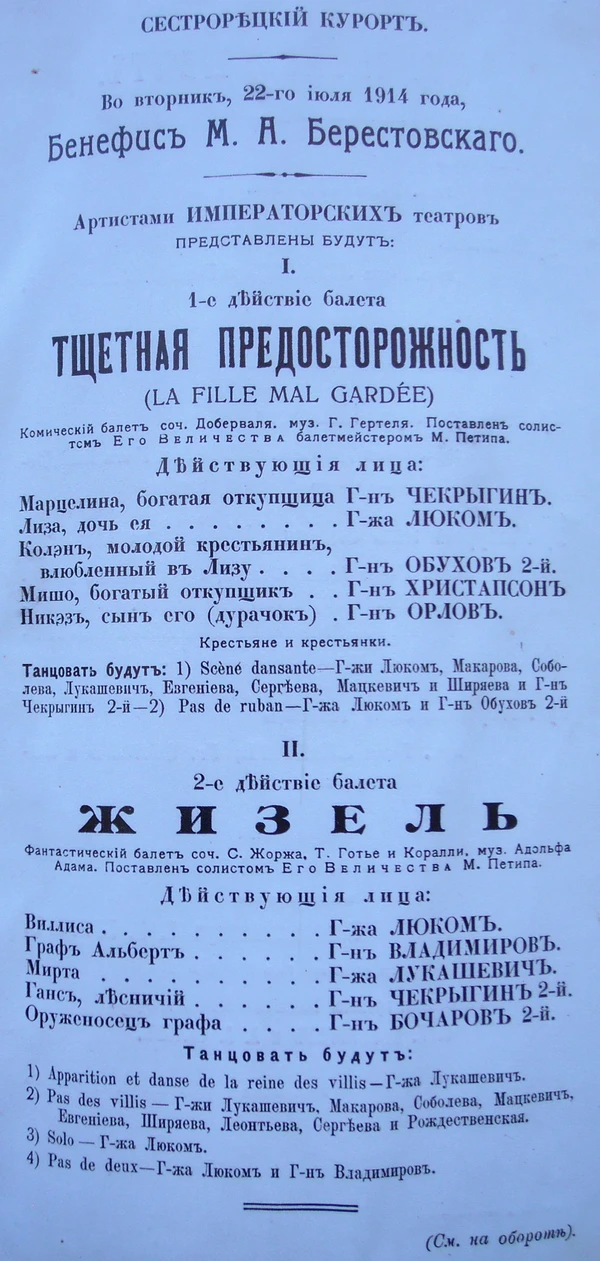 СЕСТРОРѢЦКІЙ КУРОРТЪ.
Во вторникъ, 22-го іюля 1914 года,
Бенефисъ М. А. Берестовскаго.
Артистами ИМПЕРАТОРСКИХЪ театровъ
ПРЕДСТАВЛЕНЫ БУДУТЪ:
I.
1-е дѣйствіе балета
ТЩЕТНАЯ ПРЕДОСТОРОЖНОСТЬ
(LA FILLE MAL GARDÉE)
Комическій балетъ соч. Доберваля. муз. Г. Гертеля. Поставленъ солис-
томъ Его Величества балетмейстеромъ М. Петипа.
Дѣйствующія лица:
Марцелина, богатая откупщица Г-нъ ЧЕКРЫГИНЪ.
Лиза, дочь ея . . . . . . . . Г-жа ЛЮКОМЪ.
Колэнъ, молодой крестьянинъ,
влюбленный въ Лизу . . . . Г-нъ ОБУХОВЪ 2-й.
Мишо, богатый откупщикъ . . Г-нъ ХРИСТАПСОНЪ
Никэзъ, сынъ его (дурачокъ) . Г-нъ ОРЛОВЪ.
Крестьяне и крестьянки.
Танцовать будутъ: 1) Scènè dansante—Г-жи Люкомъ, Макарова, Собо-
лева, Лукашевичъ, Евгеніева, Сергѣева, Мацкевичъ и Ширяева и Г-нъ
Чекрыгинъ 2-й—2) Pas de ruban—Г-жа Люкомъ и Г-нъ Обуховъ 2-й
II.
2-е дѣйствіе балета
ЖИЗЕЛЬ
Фантастическій балетъ соч. С. Жоржа, Т. Готье и Коралли, муз. Адольфа
Адама. Поставленъ солистомъ Его Величества М. Петипа.
Дѣйствующія лица:
Виллиса . . . . . . . . . . . Г-жа ЛЮКОМЪ.
Графъ Альбертъ . . . . . . . Г-нъ ВЛАДИМИРОВЪ.
Мирта . . . . . . . . . . . Г-жа ЛУКАШЕВИЧЪ.
Гансъ, лѣсничій . . . . . . Г-нъ ЧЕКРЫГИНЪ 2-й.
Оруженосецъ графа . . . . Г-нъ БОЧАРОВЪ 2-й.
Танцовать будутъ:
1) Apparition et danse de la reine des villis—Г-жа Лукашевичъ.
2) Pas des villis—Г-жи Лукашевичъ, Макарова, Соболева, Мацкевичъ,
Евгеніева, Ширяева, Леонтьева, Сергѣева и Рождественская.
3) Solo—Г-жа Люкомъ.
4) Pas de deux—Г-жа Люкомъ и Г-нъ Владимировъ.
(См. на оборотѣ).